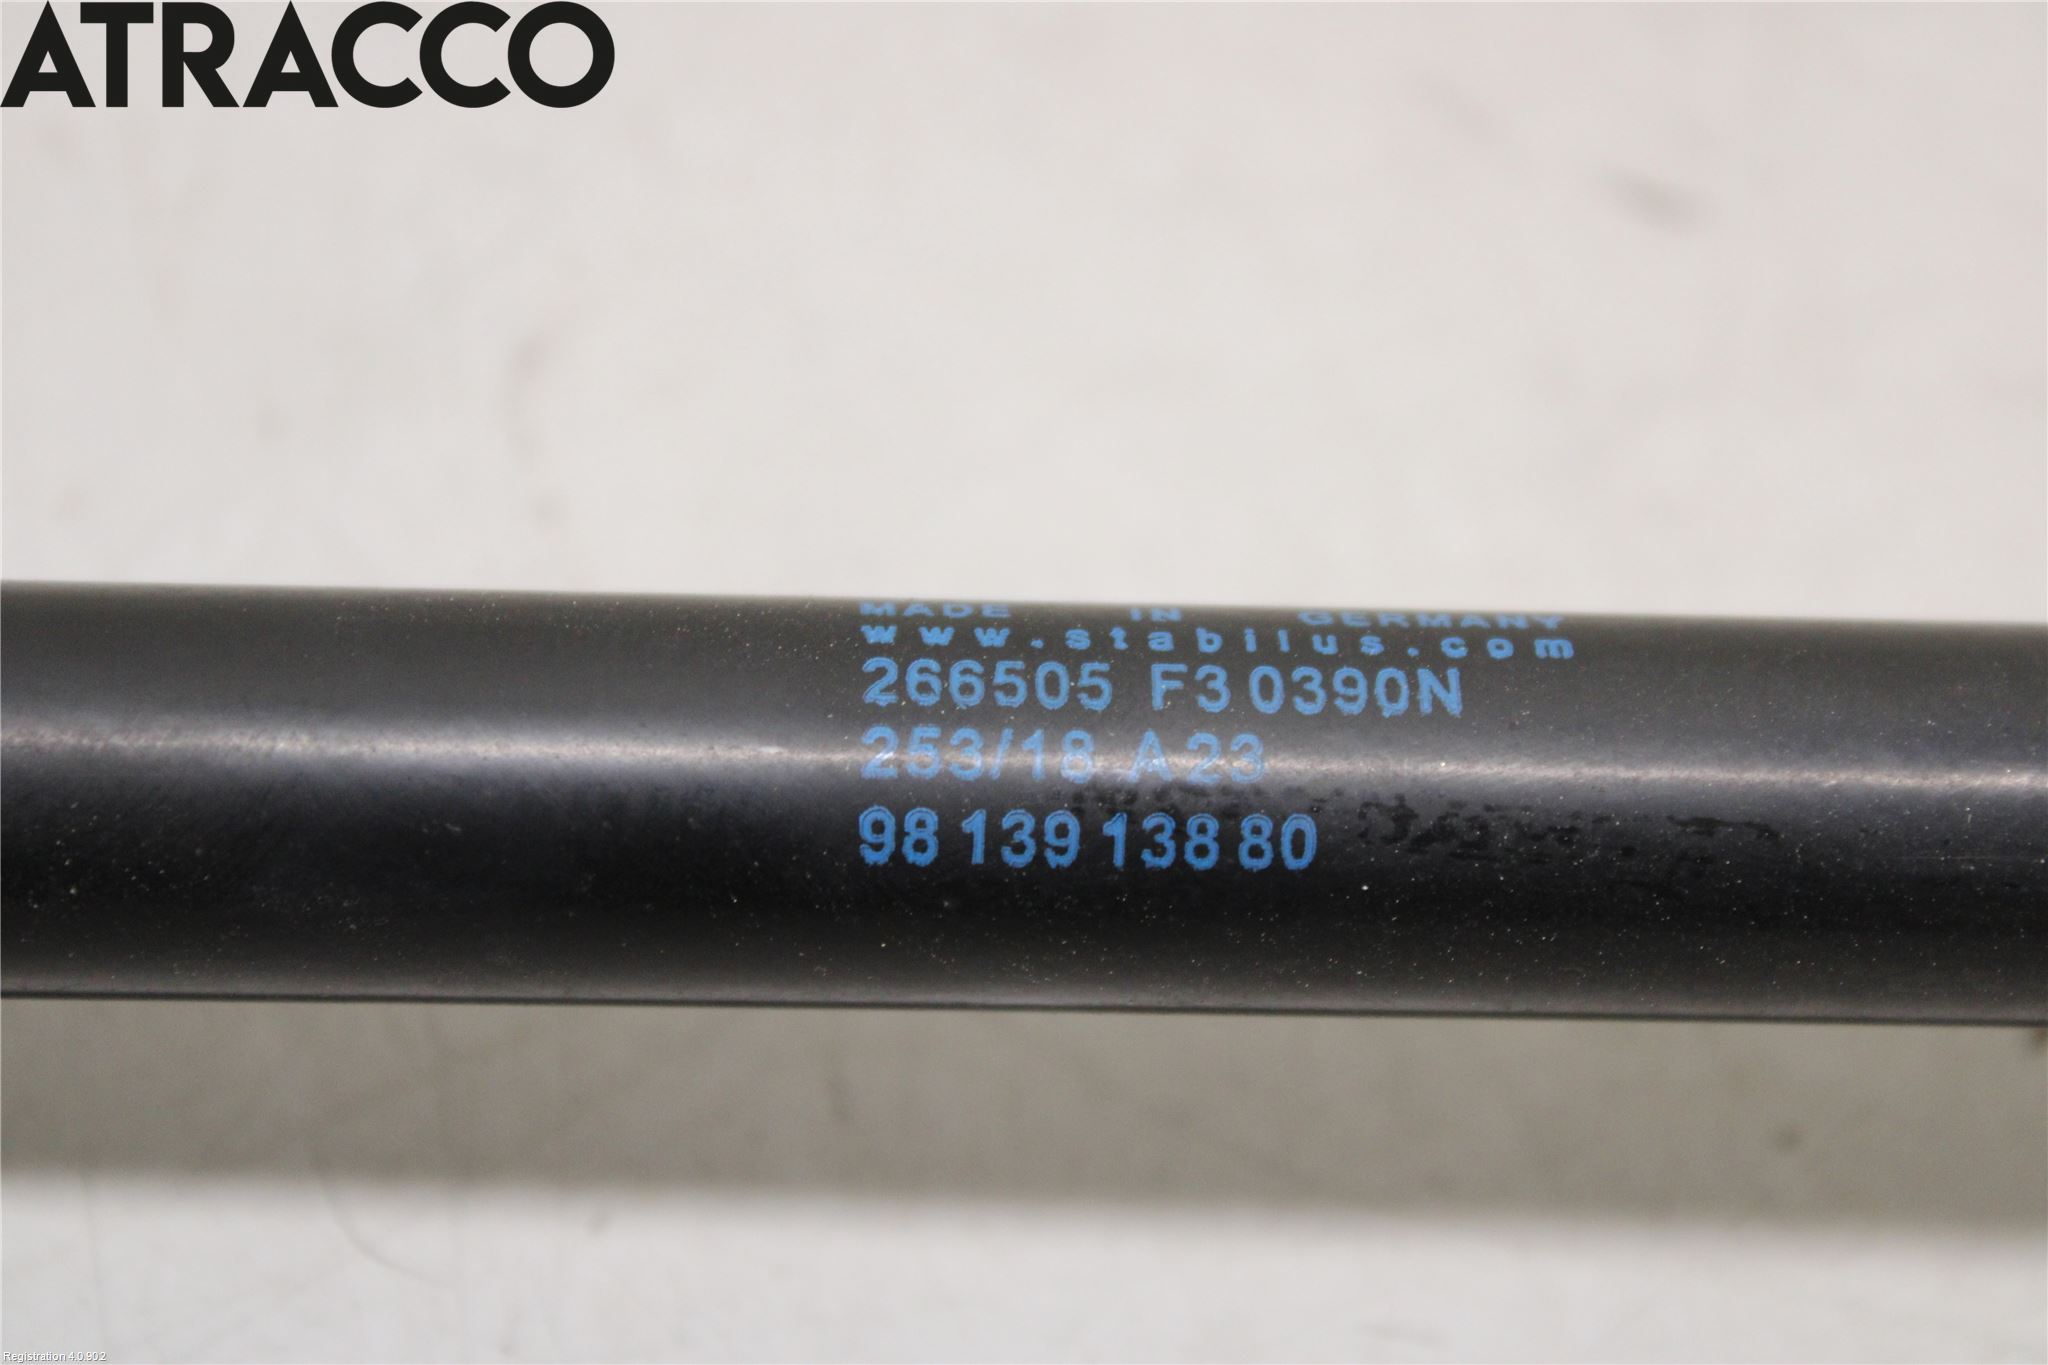 ATRACCO
MADE IN GERMANY
www.stabilus.com
266505 F3 0390N
253/18 A23
98 139 138 80
Registration 4.0.902